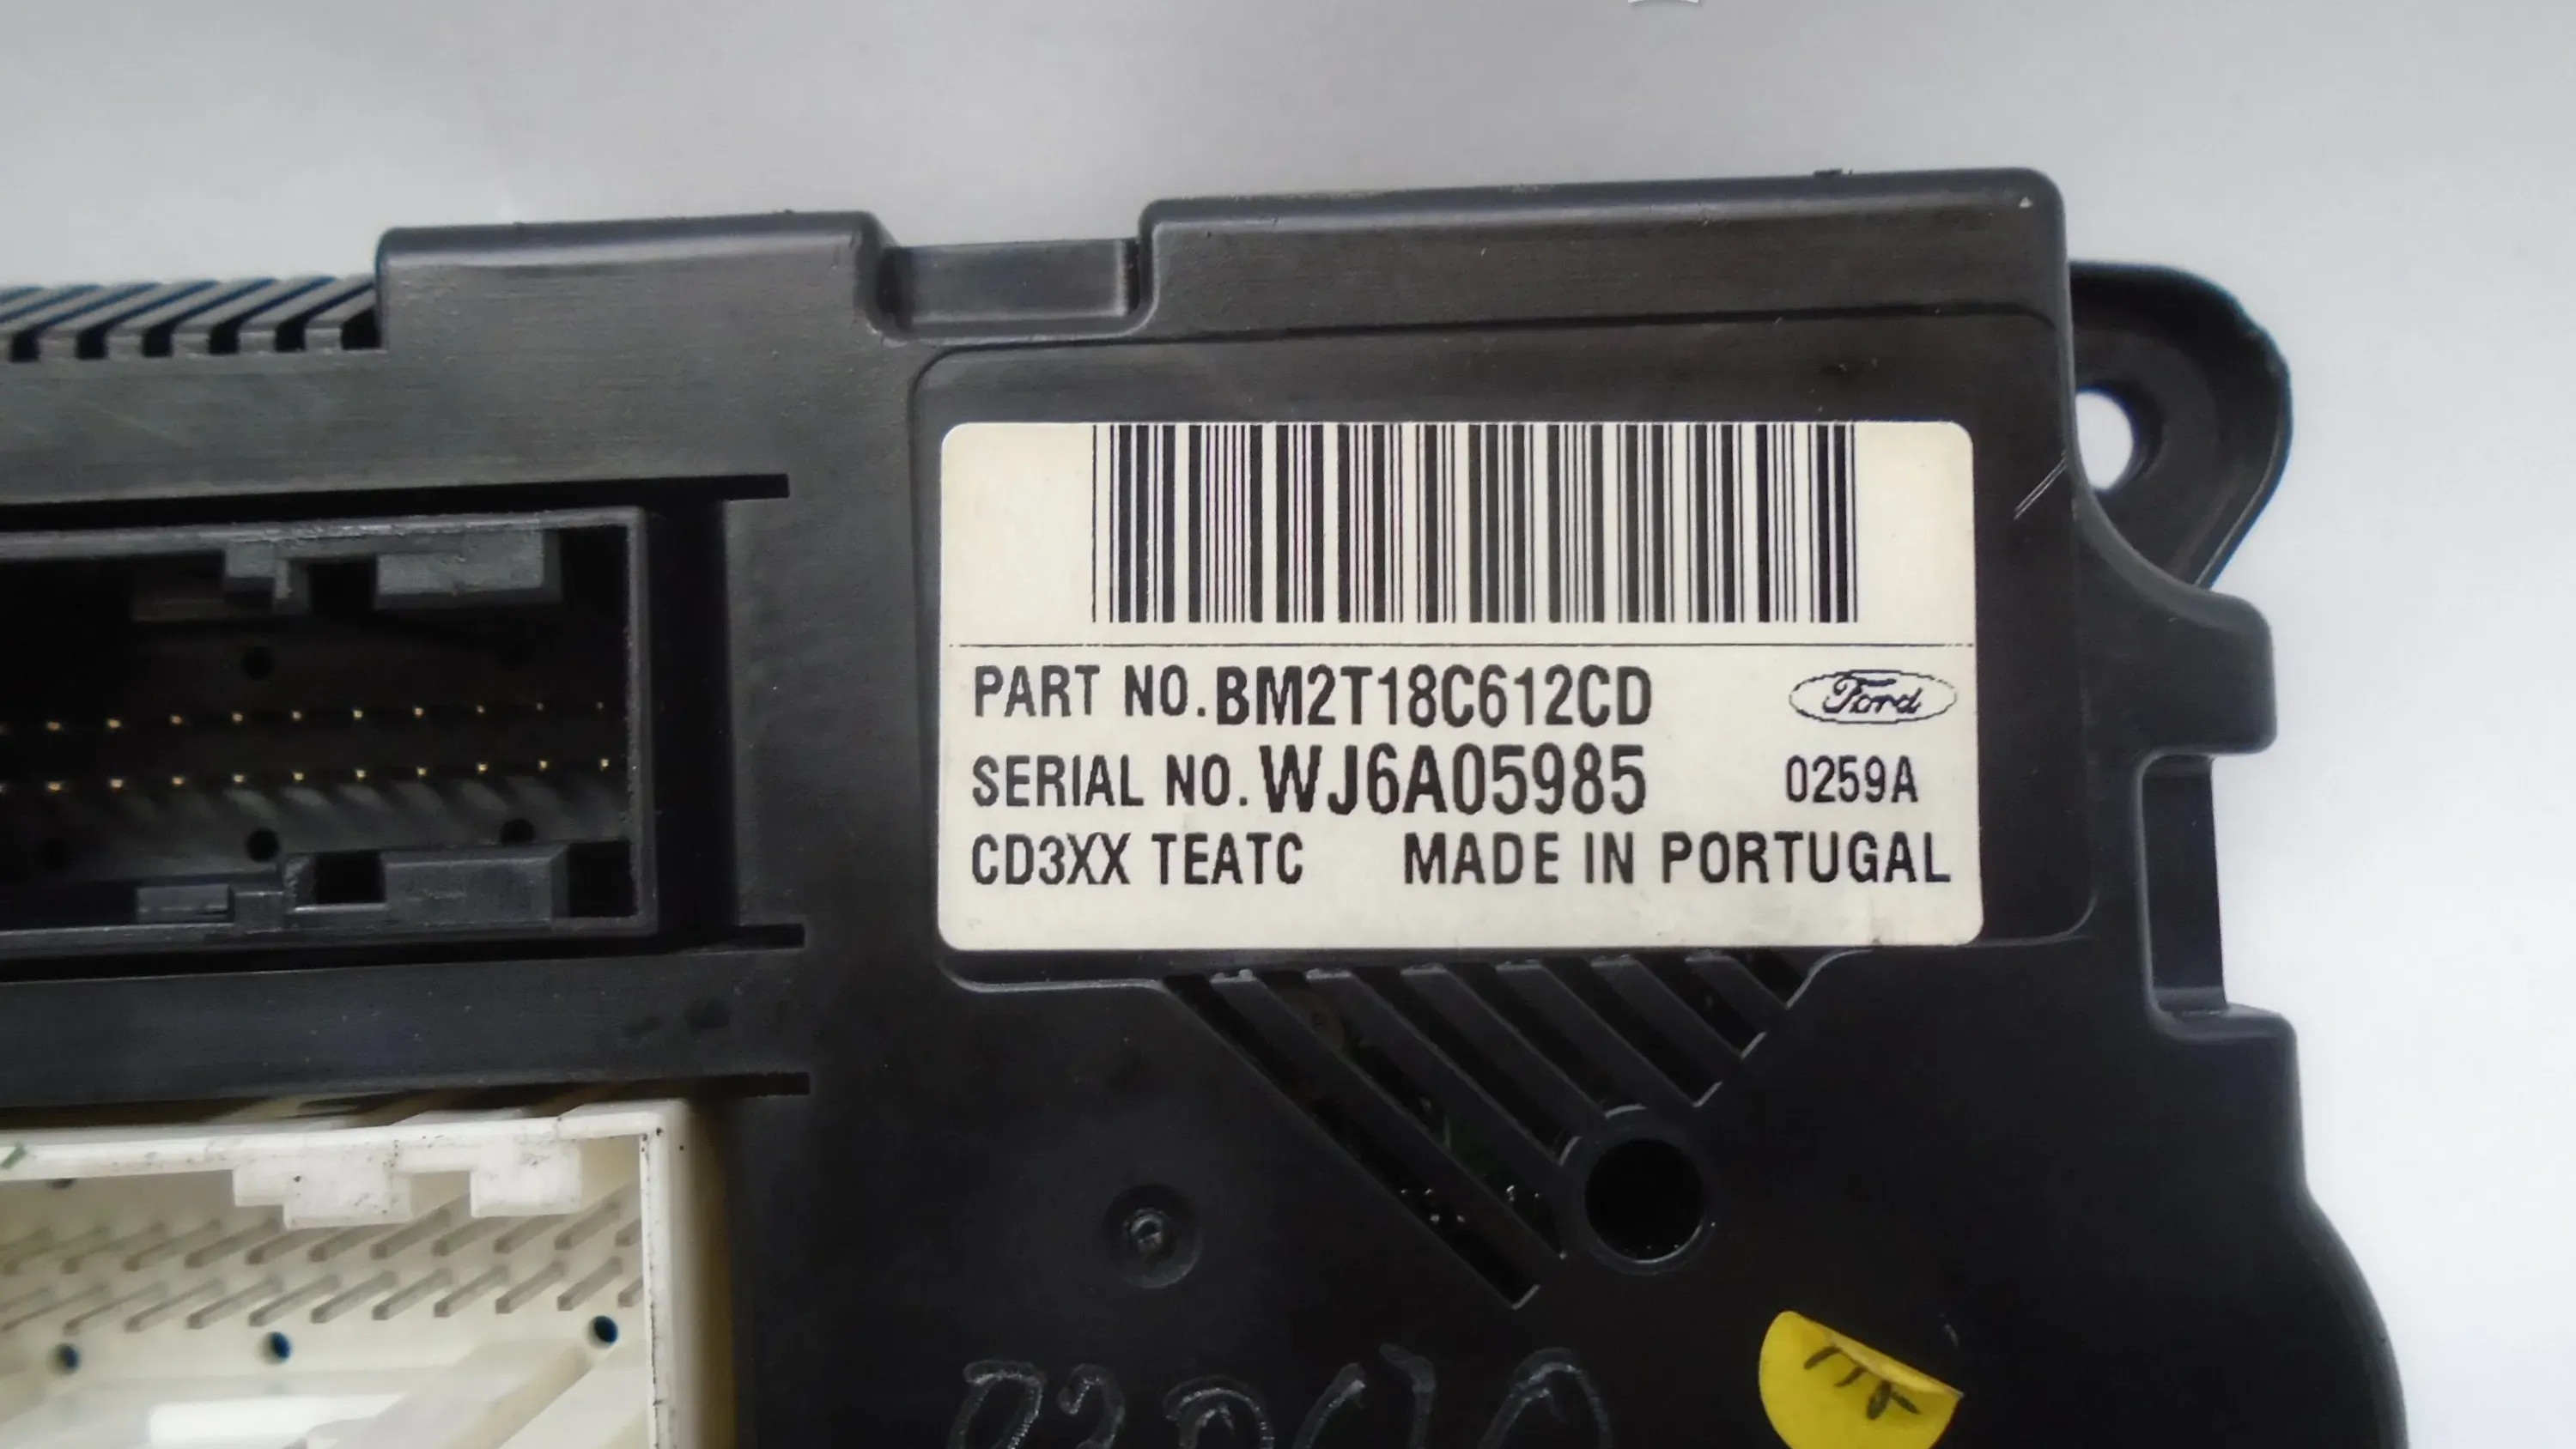 PART NO.BM2T18C612CD Ford
SERIAL NO.WJ6A05985 0259A
CD3XX TEATC MADE IN PORTUGAL